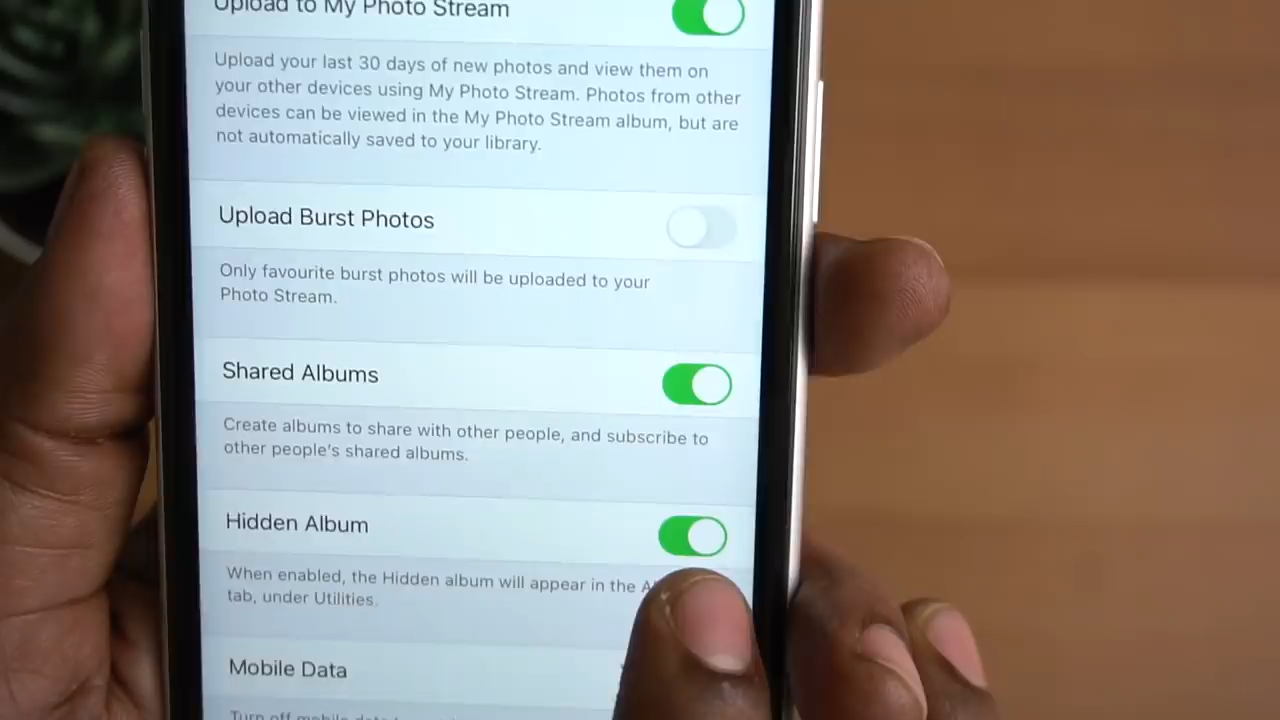 Upload to My Photo Stream
Upload your last 30 days of new photos and view them on
your other devices using My Photo Stream. Photos from other
devices can be viewed in the My Photo Stream album, but are
not automatically saved to your library.
Upload Burst Photos
Only favourite burst photos will be uploaded to your
Photo Stream.
Shared Albums
Create albums to share with other people, and subscribe to
other people's shared albums.
Hidden Album
When enabled, the Hidden album will appear in the
tab, under Utilities.
Mobile Data
Turn off mobile data